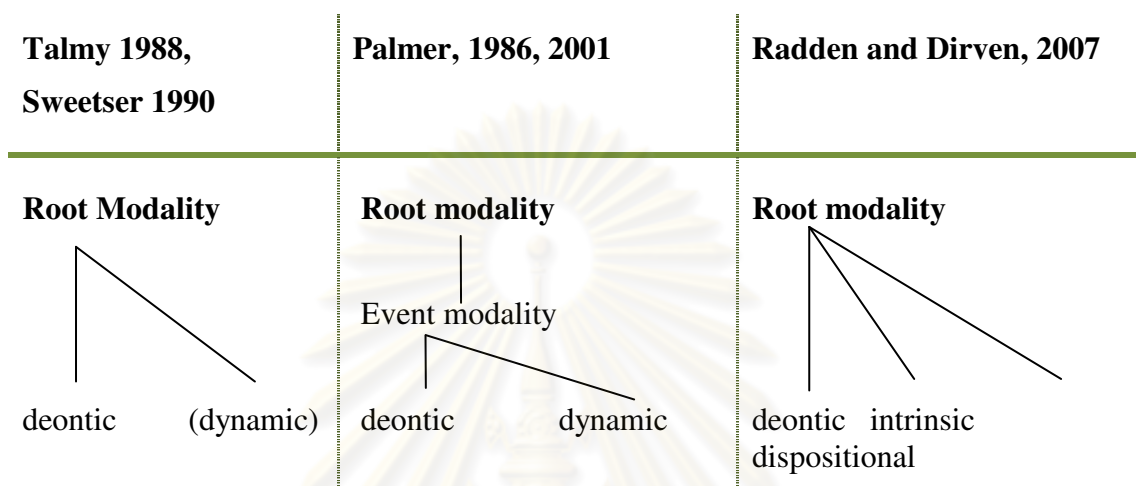 Talmy 1988,
Sweetser 1990
Palmer, 1986, 2001
Radden and Dirven, 2007
Root Modality
deontic (dynamic)
Root modality
Event modality
deontic dynamic
Root modality
deontic intrinsic
dispositional